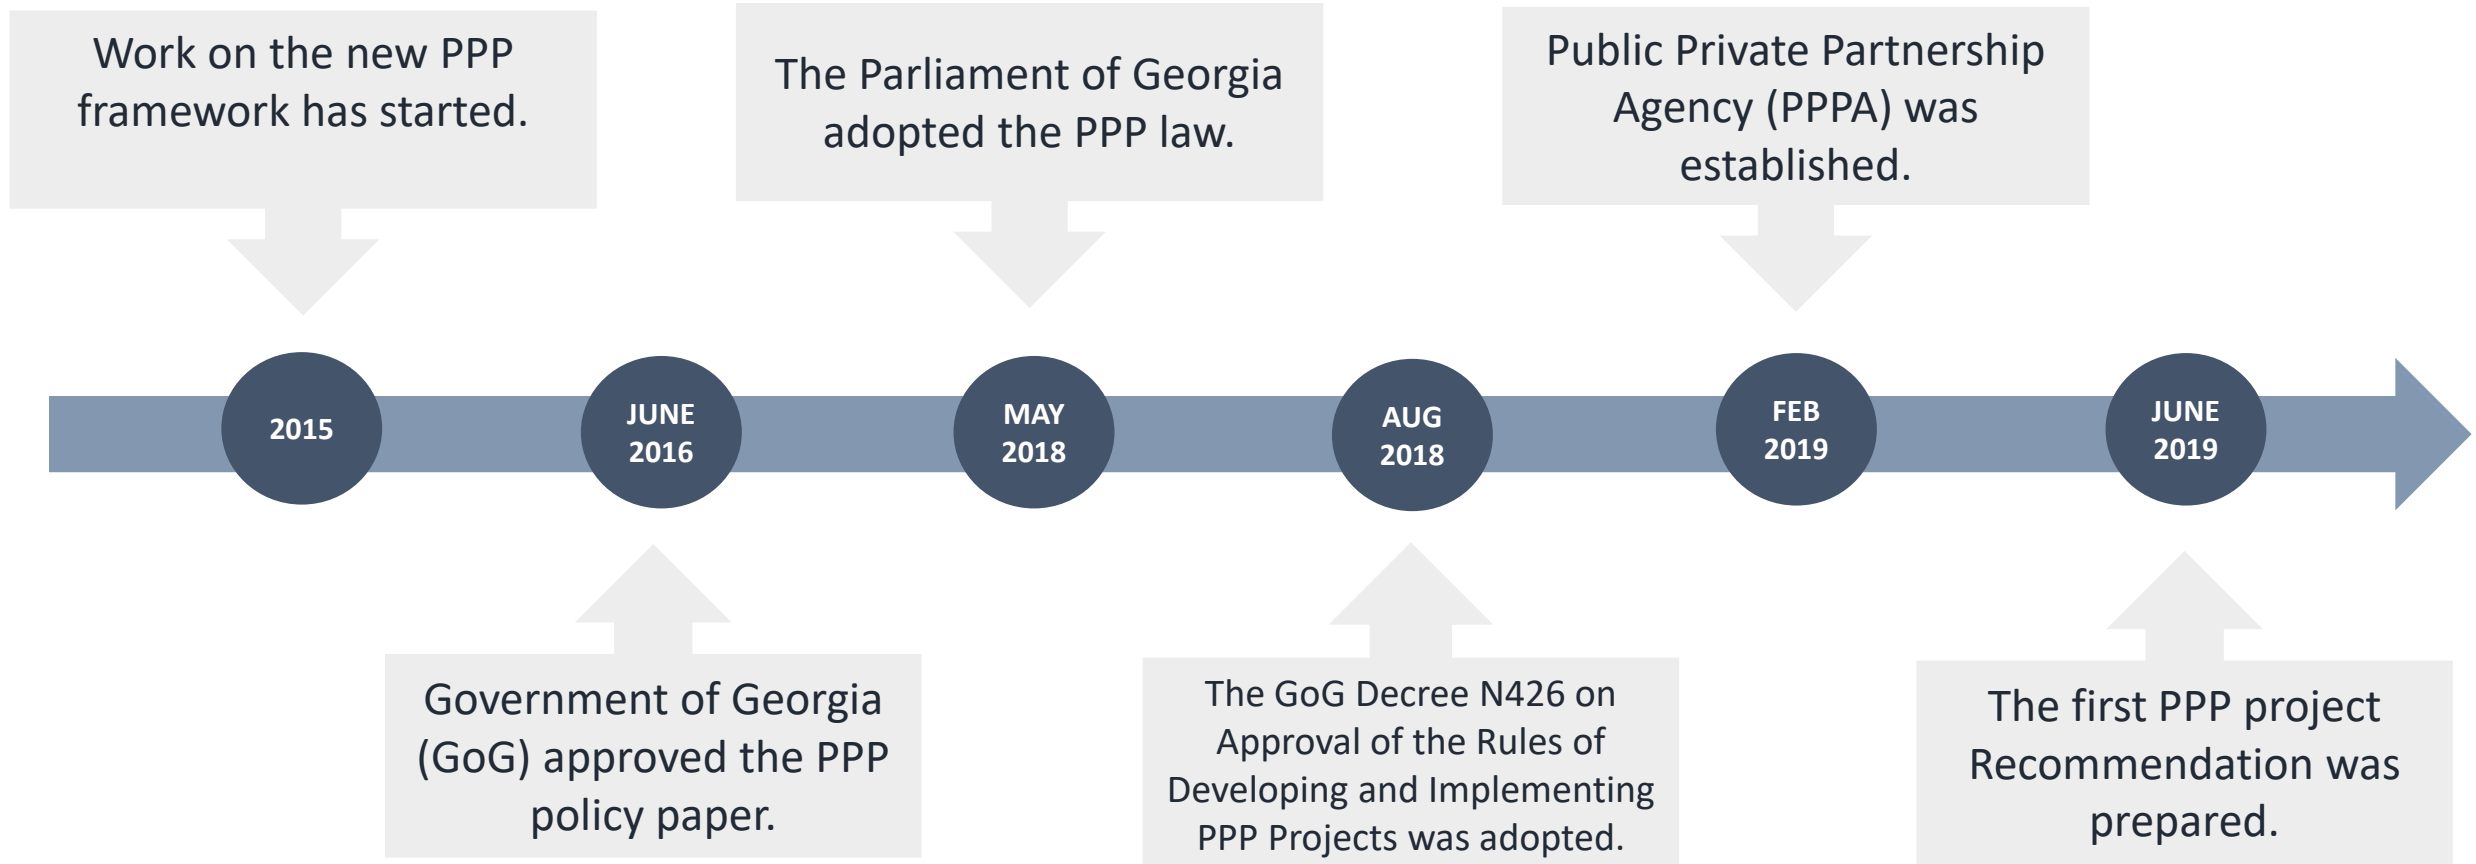 Work on the new PPP
framework has started.
The Parliament of Georgia
adopted the PPP law.
Public Private Partnership
Agency (PPPA) was
established.
2015
JUNE
2016
MAY
2018
AUG
2018
FEB
2019
JUNE
2019
Government of Georgia
(GoG) approved the PPP
policy paper.
The GoG Decree N426 on
Approval of the Rules of
Developing and Implementing
PPP Projects was adopted.
The first PPP project
Recommendation was
prepared.